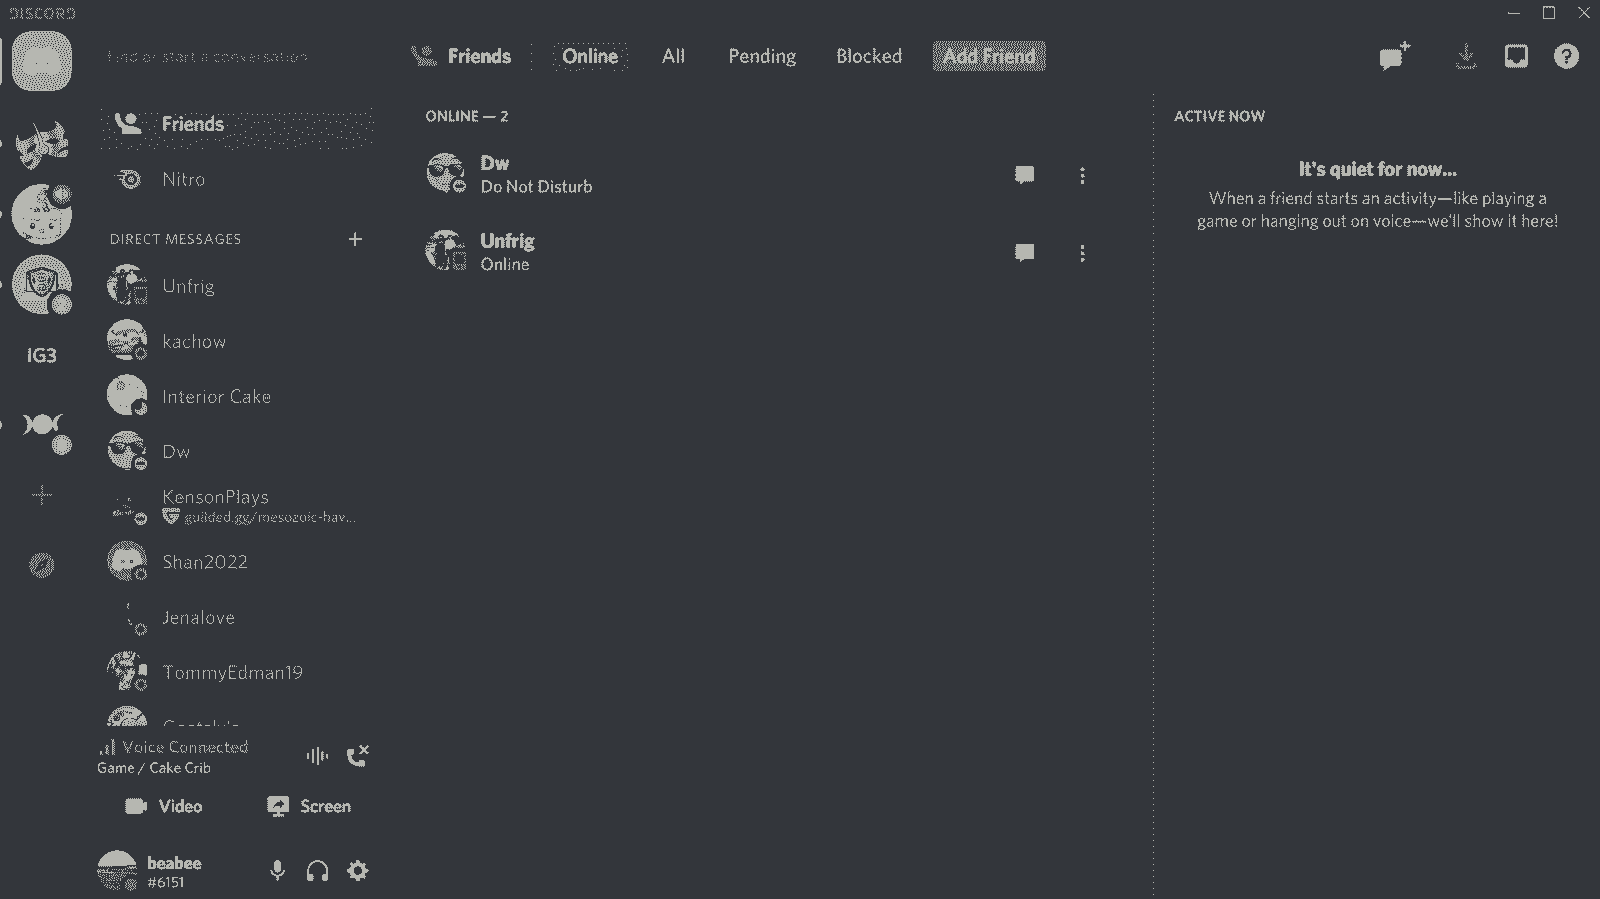 DISCORD
Find or start a conversation
Friends
Online
All
Pending
Blocked
Add Friend
Friends
Nitro
DIRECT MESSAGES
Unfrig
kachow
Interior Cake
Dw
KensonPlays
guilded.gg/mesozoic-hav...
Shan2022
Jenalove
TommyEdman19
Voice Connected
Game / Cake Crib
Video
Screen
beabee
#6151
IG3
ONLINE — 2
Dw
Do Not Disturb
Unfrig
Online
ACTIVE NOW
It's quiet for now...
When a friend starts an activity—like playing a
game or hanging out on voice—we'll show it here!